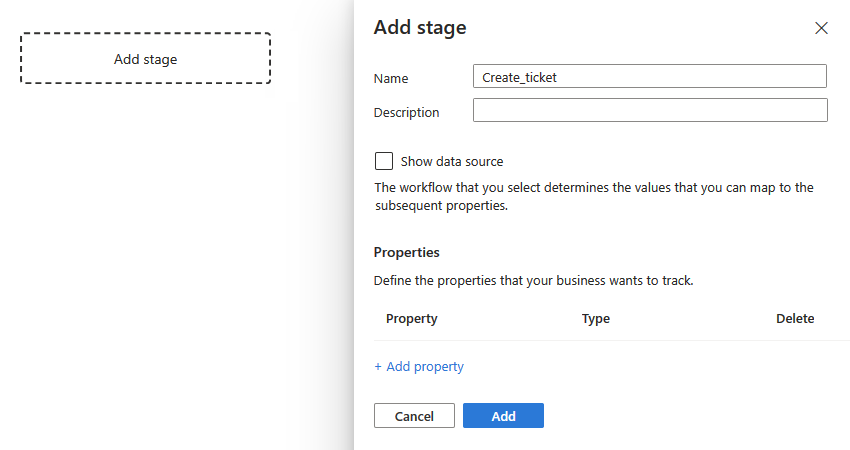 Add stage
Add stage
Name
Create_ticket
Description
Show data source
The workflow that you select determines the values that you can map to the
subsequent properties.
Properties
Define the properties that your business wants to track.
Property Type Delete
+ Add property
Cancel Add